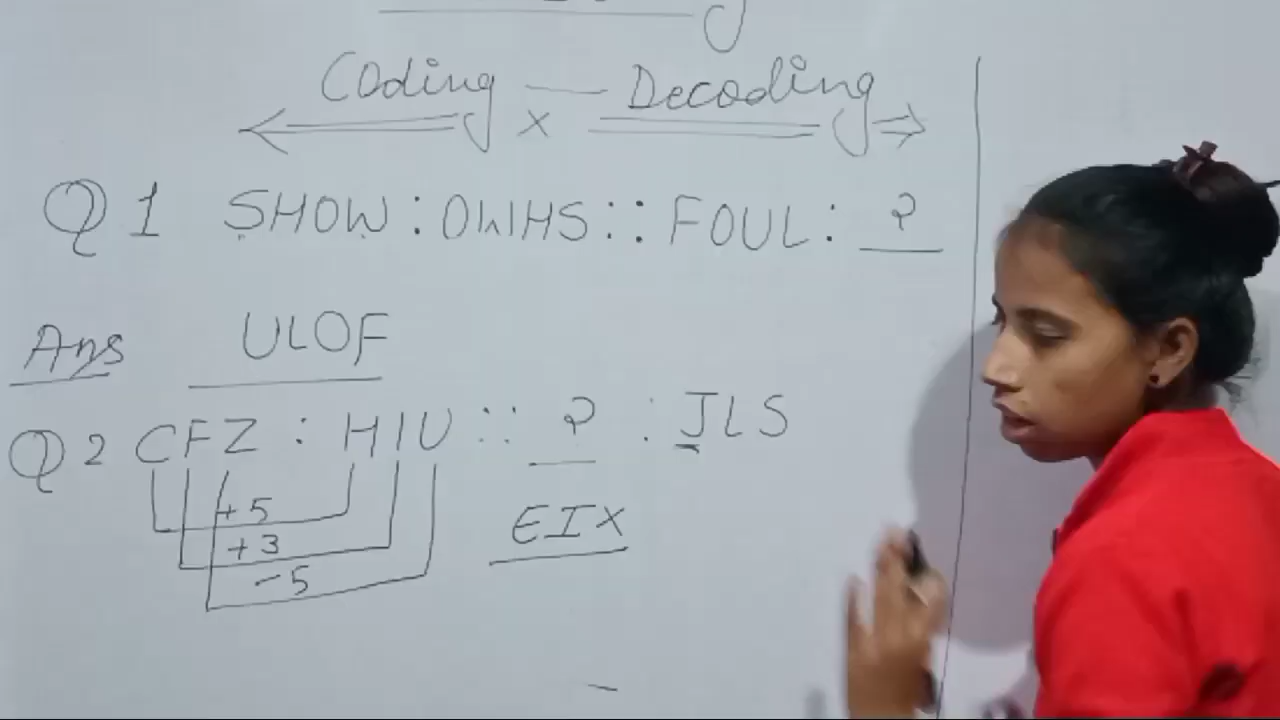 Coding — Decoding
x
Q 1 SHOW : OWHS :: FOUL : ?
Ans ULOF
Q 2 CFZ : HIU :: ? : JLS
+5
+3
-5
EIX